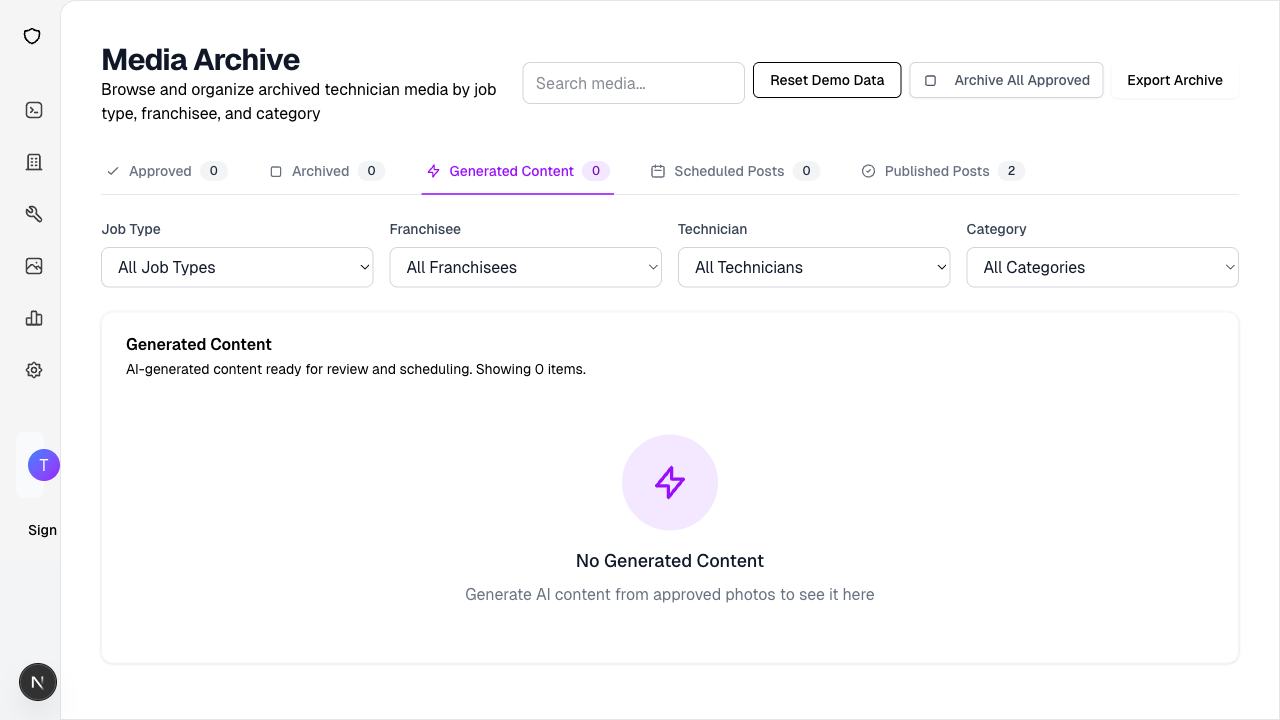 Media Archive
Browse and organize archived technician media by job
type, franchisee, and category
Search media...
Reset Demo Data
Archive All Approved
Export Archive
Approved 0
Archived 0
Generated Content 0
Scheduled Posts 0
Published Posts 2
Job Type
Franchisee
Technician
Category
All Job Types
All Franchisees
All Technicians
All Categories
Generated Content
AI-generated content ready for review and scheduling. Showing 0 items.
No Generated Content
Generate AI content from approved photos to see it here
T
Sign
N